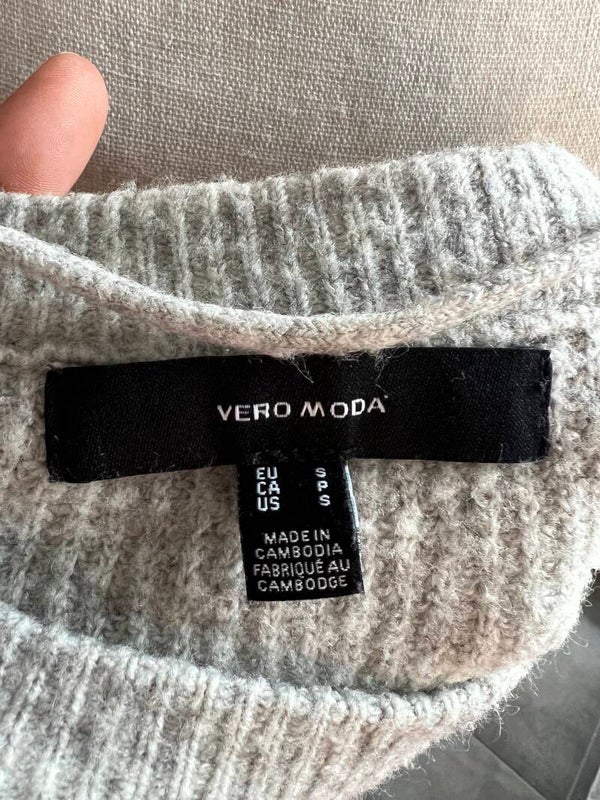 VERO MODA
EU S
CA P
US S
MADE IN
CAMBODIA
FABRIQUÉ AU
CAMBODGE